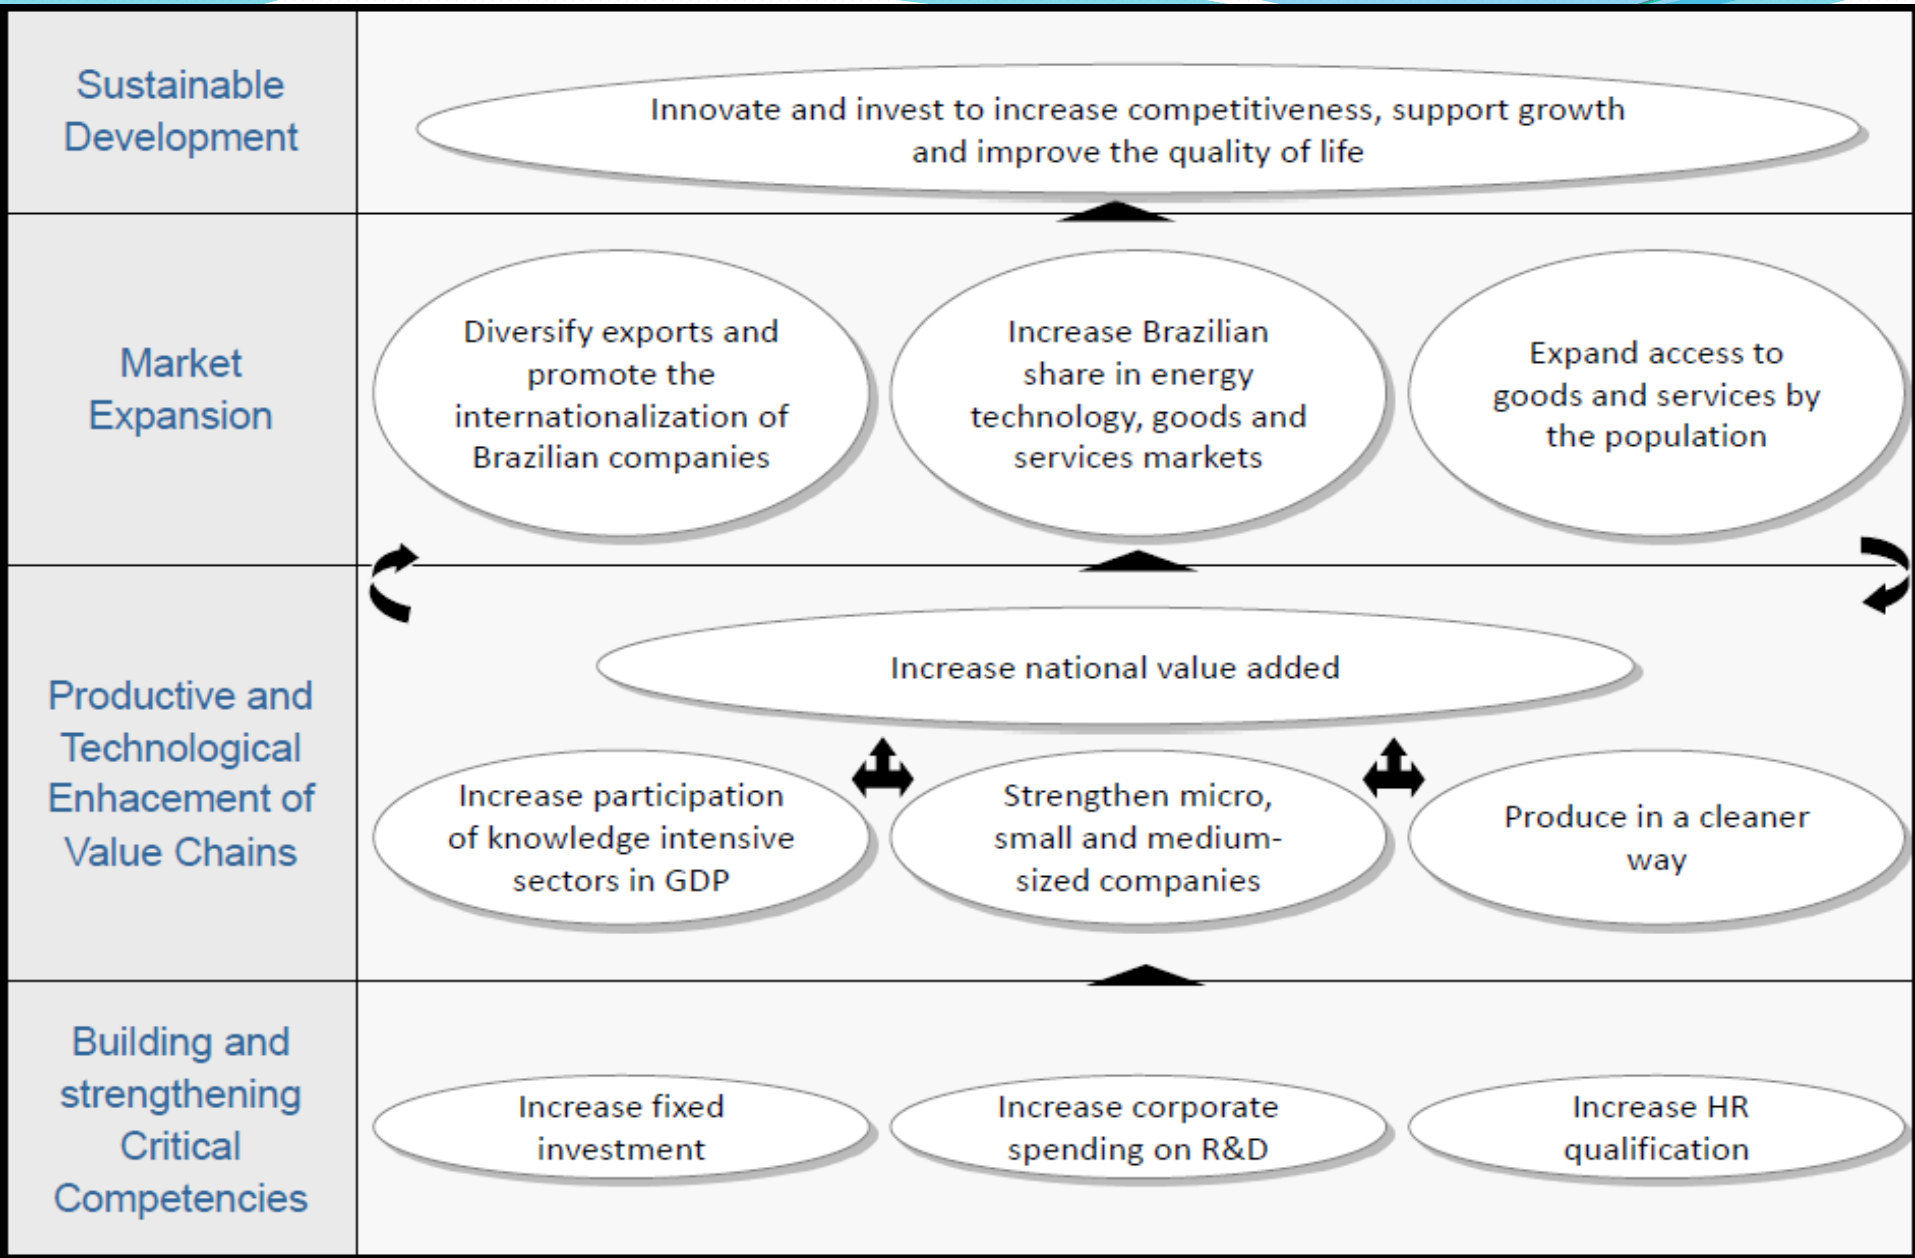 Sustainable
Development
Innovate and invest to increase competitiveness, support growth
and improve the quality of life
Market
Expansion
Diversify exports and
promote the
internationalization of
Brazilian companies
Increase Brazilian
share in energy
technology, goods and
services markets
Expand access to
goods and services by
the population
Productive and
Technological
Enhacement of
Value Chains
Increase national value added
Increase participation
of knowledge intensive
sectors in GDP
Strengthen micro,
small and medium-
sized companies
Produce in a cleaner
way
Building and
strengthening
Critical
Competencies
Increase fixed
investment
Increase corporate
spending on R&D
Increase HR
qualification